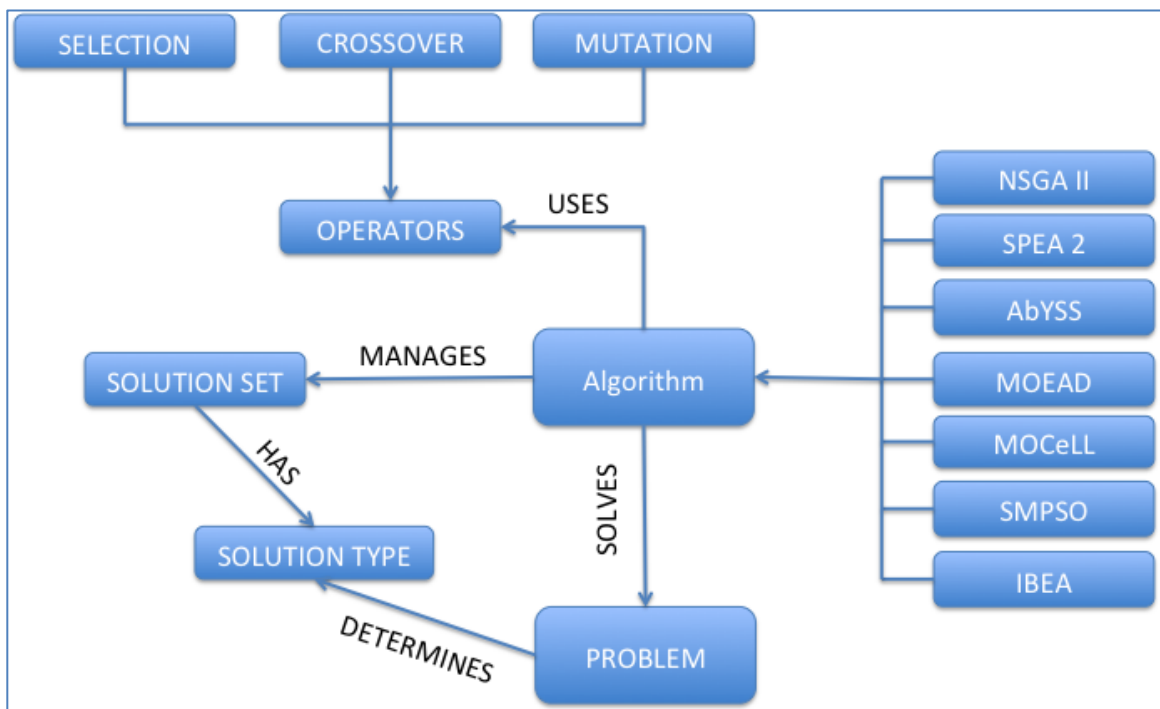 SELECTION
CROSSOVER
MUTATION
NSGA II
USES
OPERATORS
SPEA 2
AbYSS
MANAGES
SOLUTION SET
Algorithm
MOEAD
MOCeLL
HAS
SOLVES
SMPSO
SOLUTION TYPE
IBEA
DETERMINES
PROBLEM